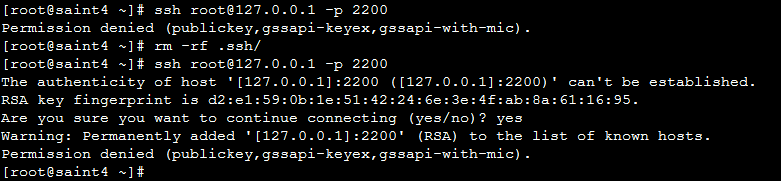 [root@saint4 ~]# ssh root@127.0.0.1 -p 2200
Permission denied (publickey,gssapi-keyex,gssapi-with-mic).
[root@saint4 ~]# rm -rf .ssh/
[root@saint4 ~]# ssh root@127.0.0.1 -p 2200
The authenticity of host '[127.0.0.1]:2200 ([127.0.0.1]:2200)' can't be established.
RSA key fingerprint is d2:e1:59:0b:1e:51:42:24:6e:3e:4f:ab:8a:61:16:95.
Are you sure you want to continue connecting (yes/no)? yes
Warning: Permanently added '[127.0.0.1]:2200' (RSA) to the list of known hosts.
Permission denied (publickey,gssapi-keyex,gssapi-with-mic).
[root@saint4 ~]#